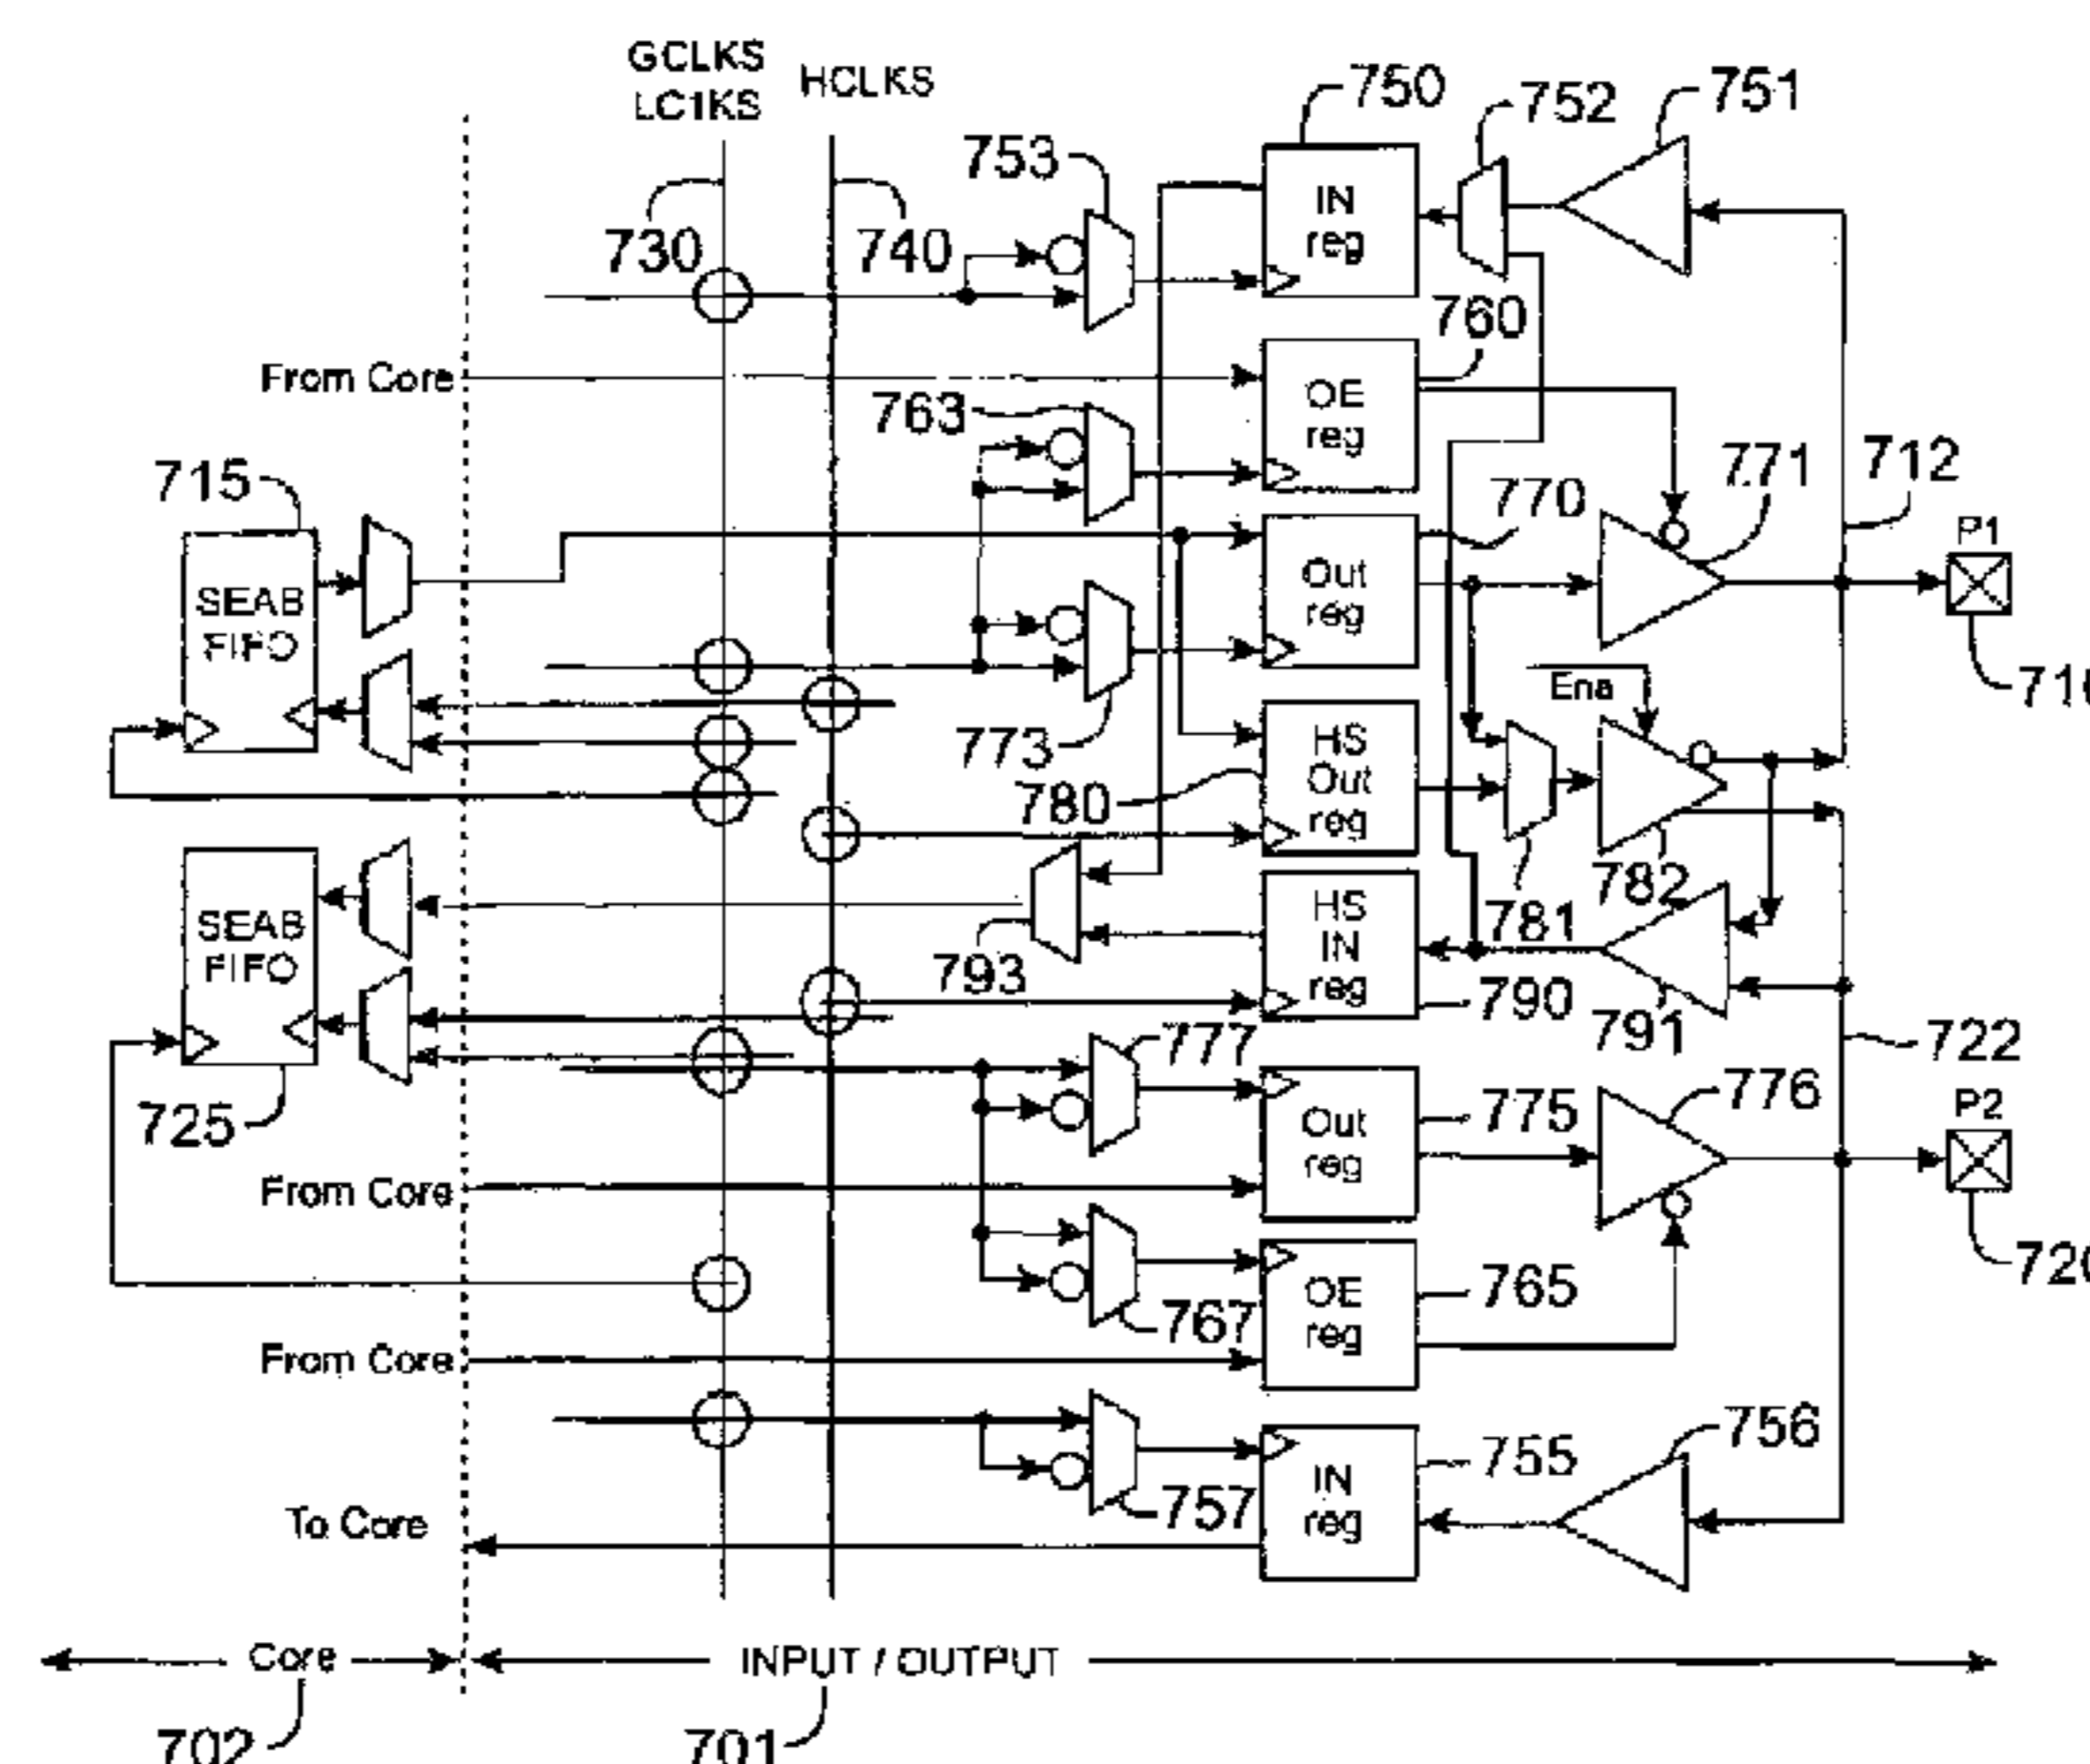 GCLKS
LC1KS
HCLKS
750
752
751
753
IN
reg
730
740
760
From Core
OE
reg
763
715
770
771
712
P1
SEAB
FIFO
Out
reg
Ena
773
HS
Out
reg
780
782
781
SEAB
FIFO
HS
IN
reg
793
790
791
722
777
725
Out
reg
775
776
P2
From Core
OE
reg
765
767
From Core
IN
reg
755
756
757
To Core
Core
INPUT / OUTPUT
702
701